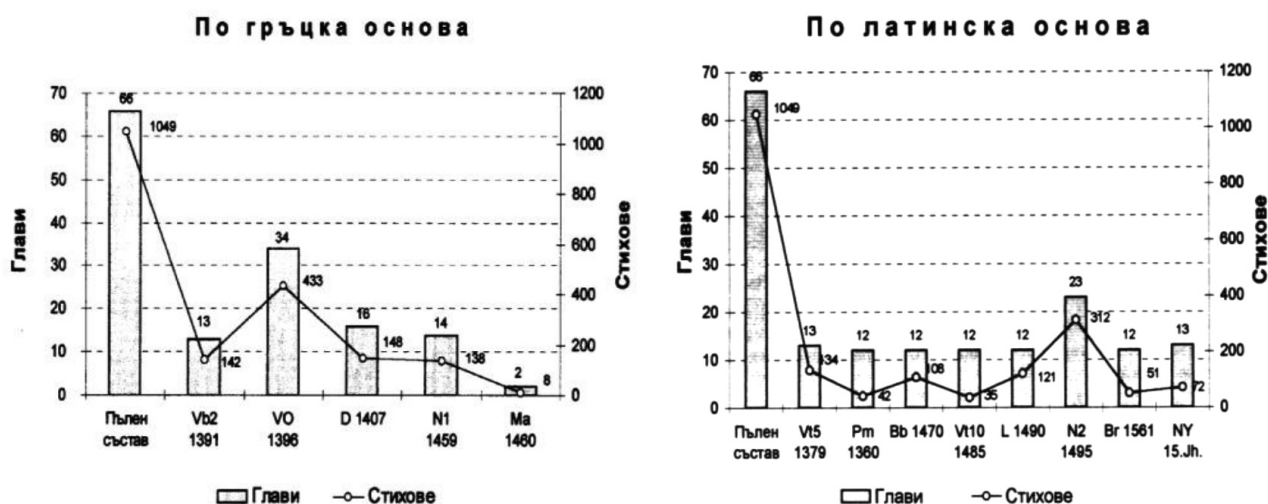 По гръцка основа
70
60
50
40
30
20
10
0
Глави
1200
1000
800
600
400
200
0
Стихове
66
1049
13
142
34
433
16
148
14
138
2
8
Пълен състав
Vb2 1391
VO 1396
D 1407
N1 1459
Ma 1460
Глави
Стихове
По латинска основа
70
60
50
40
30
20
10
0
Глави
1200
1000
800
600
400
200
0
Стихове
66
1049
13
134
12
42
12
108
12
35
12
121
23
312
12
51
13
72
Пълен състав
Vt5 1379
Pm 1360
Bb 1470
Vt10 1485
L 1490
N2 1495
Br 1561
NY 15.Jh.
Глави
Стихове